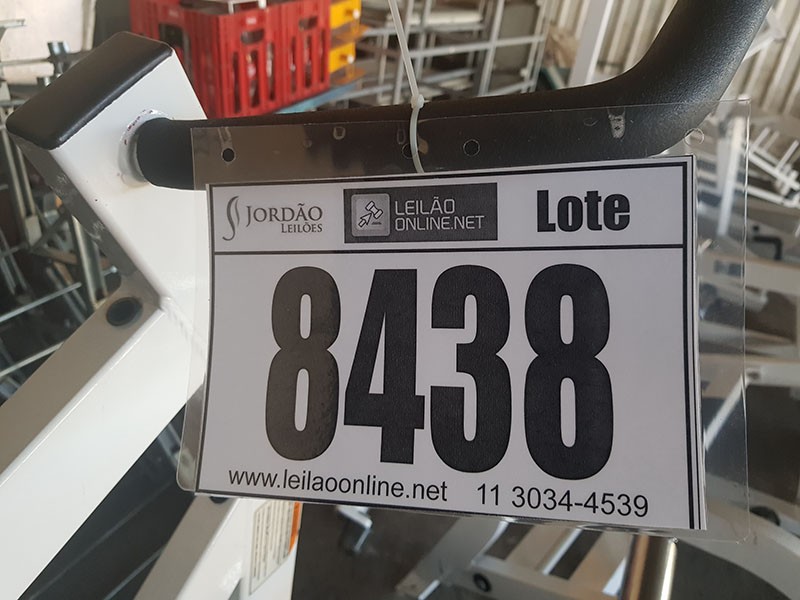 JORDÃO
LEILÕES
LEILÃO
ONLINE.NET
Lote
8438
www.leilaoonline.net 11 3034-4539